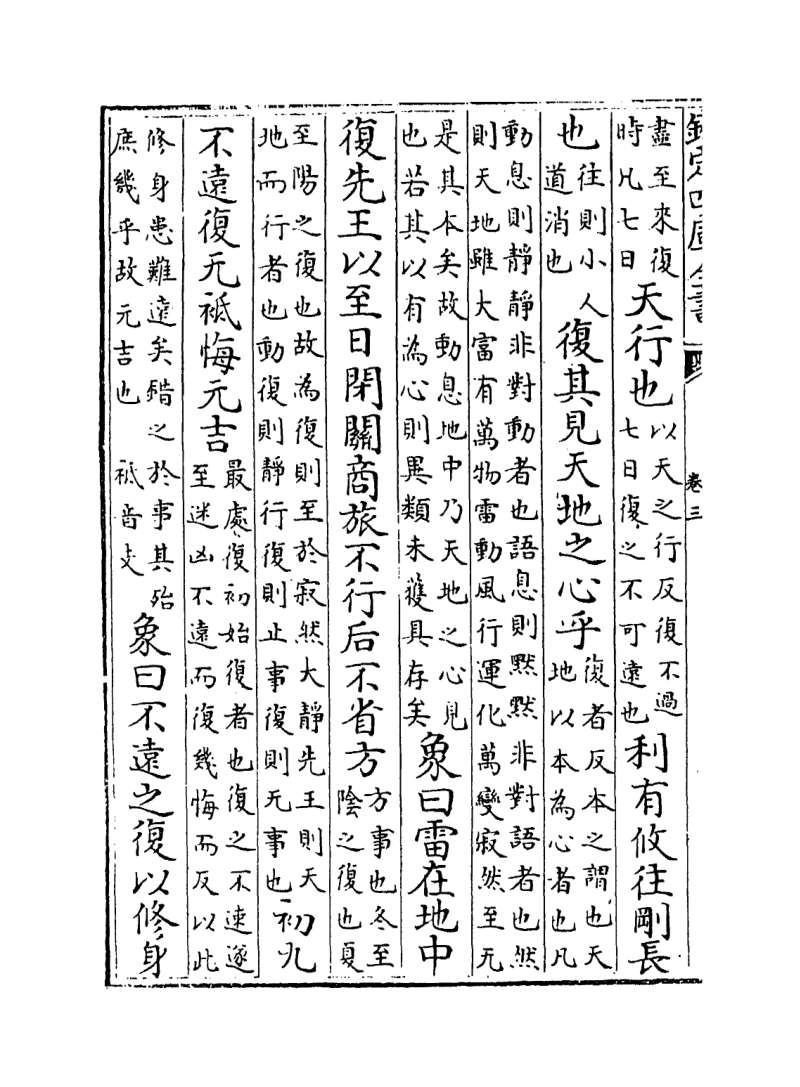 欽定四庫全書 卷三
盡至來復時凡七日天行也以天之行反復不過七日復之不可遠也利有攸往剛長
也往則小人道消也復其見天地之心乎復者反本之謂也天地以本為心者也凡
動息則靜靜非對動者也語息則黙黙非對語者也然則天地雖大富有萬物雷動風行運化萬變寂然至无
是其本矣故動息地中乃天地之心見也若其以有為心則異類未獲具存矣象曰雷在地中
復先王以至日閉關商旅不行后不省方方事也冬至陰之復也夏
至陽之復也故為復則至於寂然大靜先王則天地而行者也動復則靜行復則止事復則无事也初九
不遠復无祗悔元吉最處復初始復者也復之不速遂至迷凶不遠而復幾悔而反以此
修身患難遠矣錯之於事其殆庶幾乎故元吉也 祗音支象曰不遠之復以修身